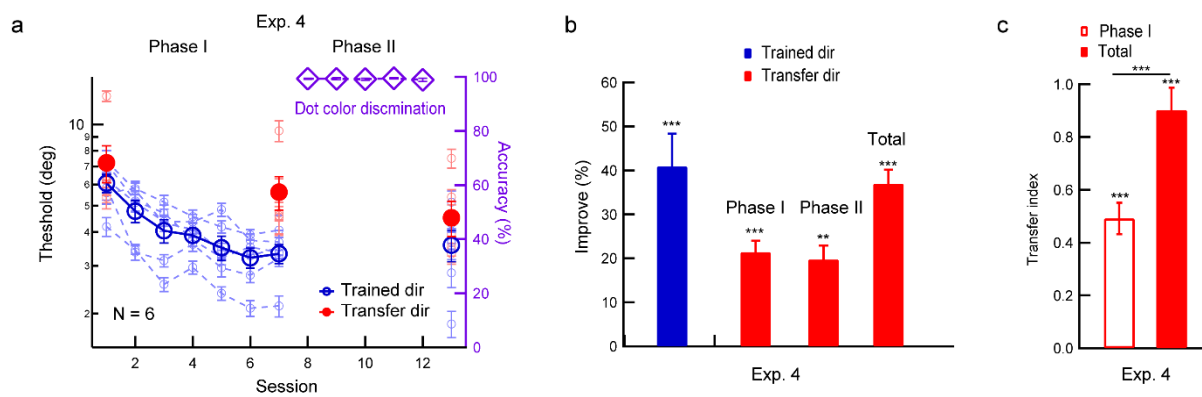 a
Exp. 4
Phase I
Phase II
Dot color discmination
Theshold (deg)
10
9
8
7
6
5
4
3
2
N = 6
Trained dir
Transfer dir
2
4
6
8
10
12
Session
100
80
60
40
20
0
Accuracy (%)
b
Trained dir
Transfer dir
Improve (%)
60
50
40
30
20
10
0
***
Phase I
***
Phase II
**
Total
***
Exp. 4
c
Phase I
Total
***
Transfer index
1.0
0.8
0.6
0.4
0.2
0.0
***
***
Exp. 4